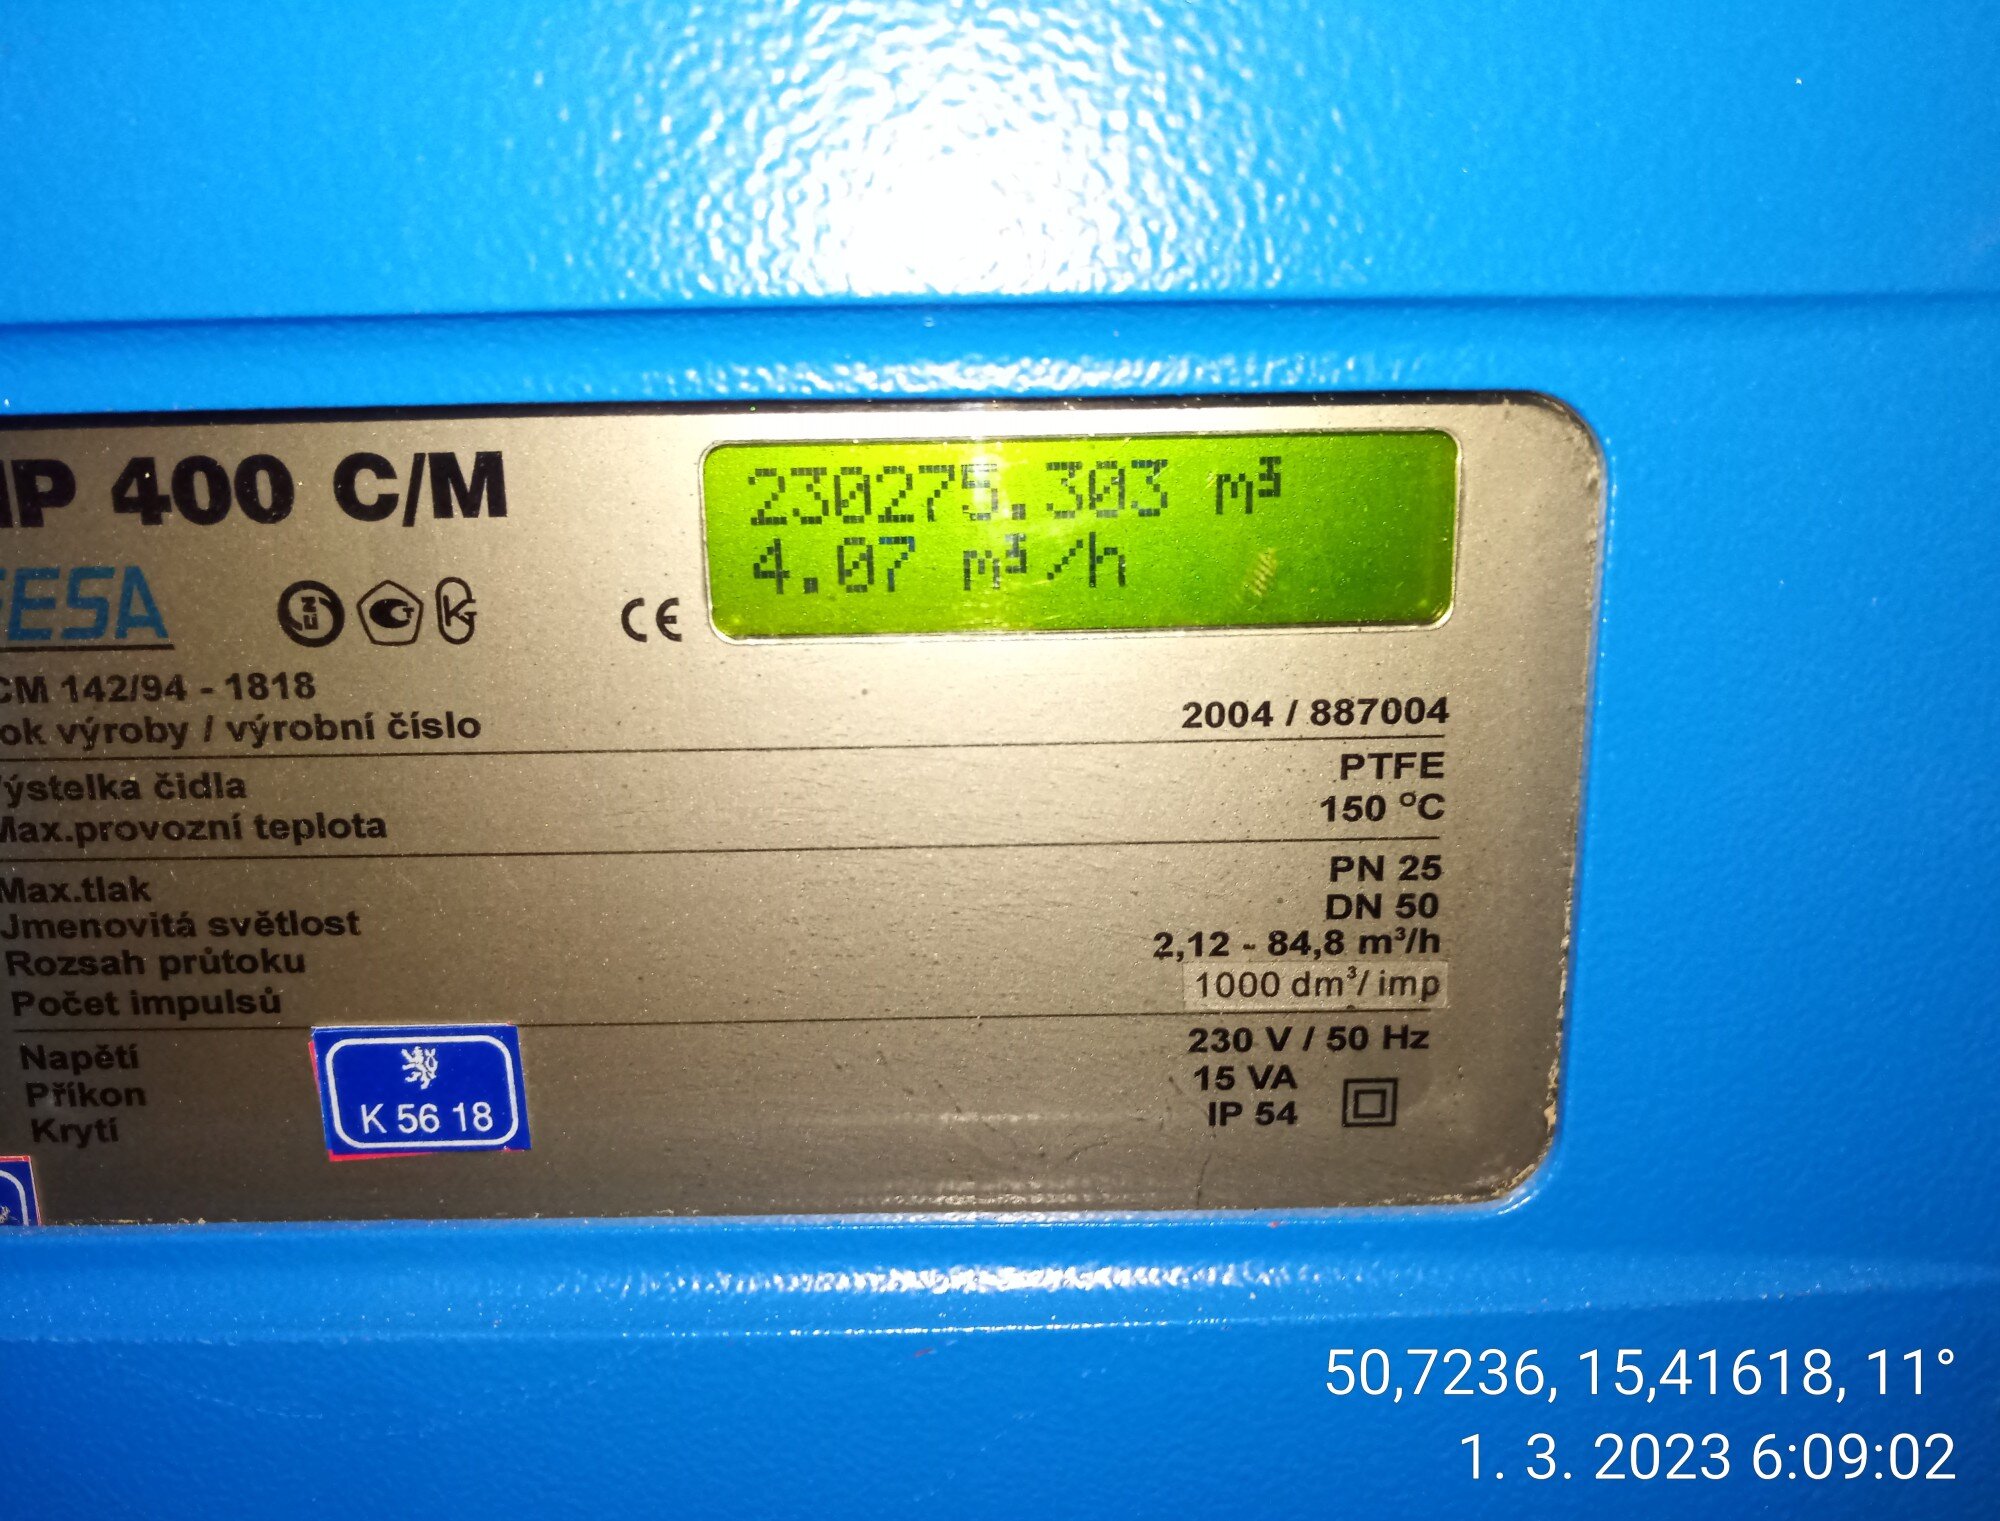 230275.303 m³
4.07 m³/h
IP 400 C/M
ESA
CE
CM 142/94 - 1818
ok výroby / výrobní číslo 2004 / 887004
ýstelka čidla PTFE
Max.provozní teplota 150 °C
Max.tlak PN 25
Jmenovitá světlost DN 50
Rozsah průtoku 2,12 - 84,8 m³/h
Počet impulsů 1000 dm³/ imp
Napětí 230 V / 50 Hz
Příkon 15 VA
Krytí IP 54
K 56 18
50,7236, 15,41618, 11°
1. 3. 2023 6:09:02